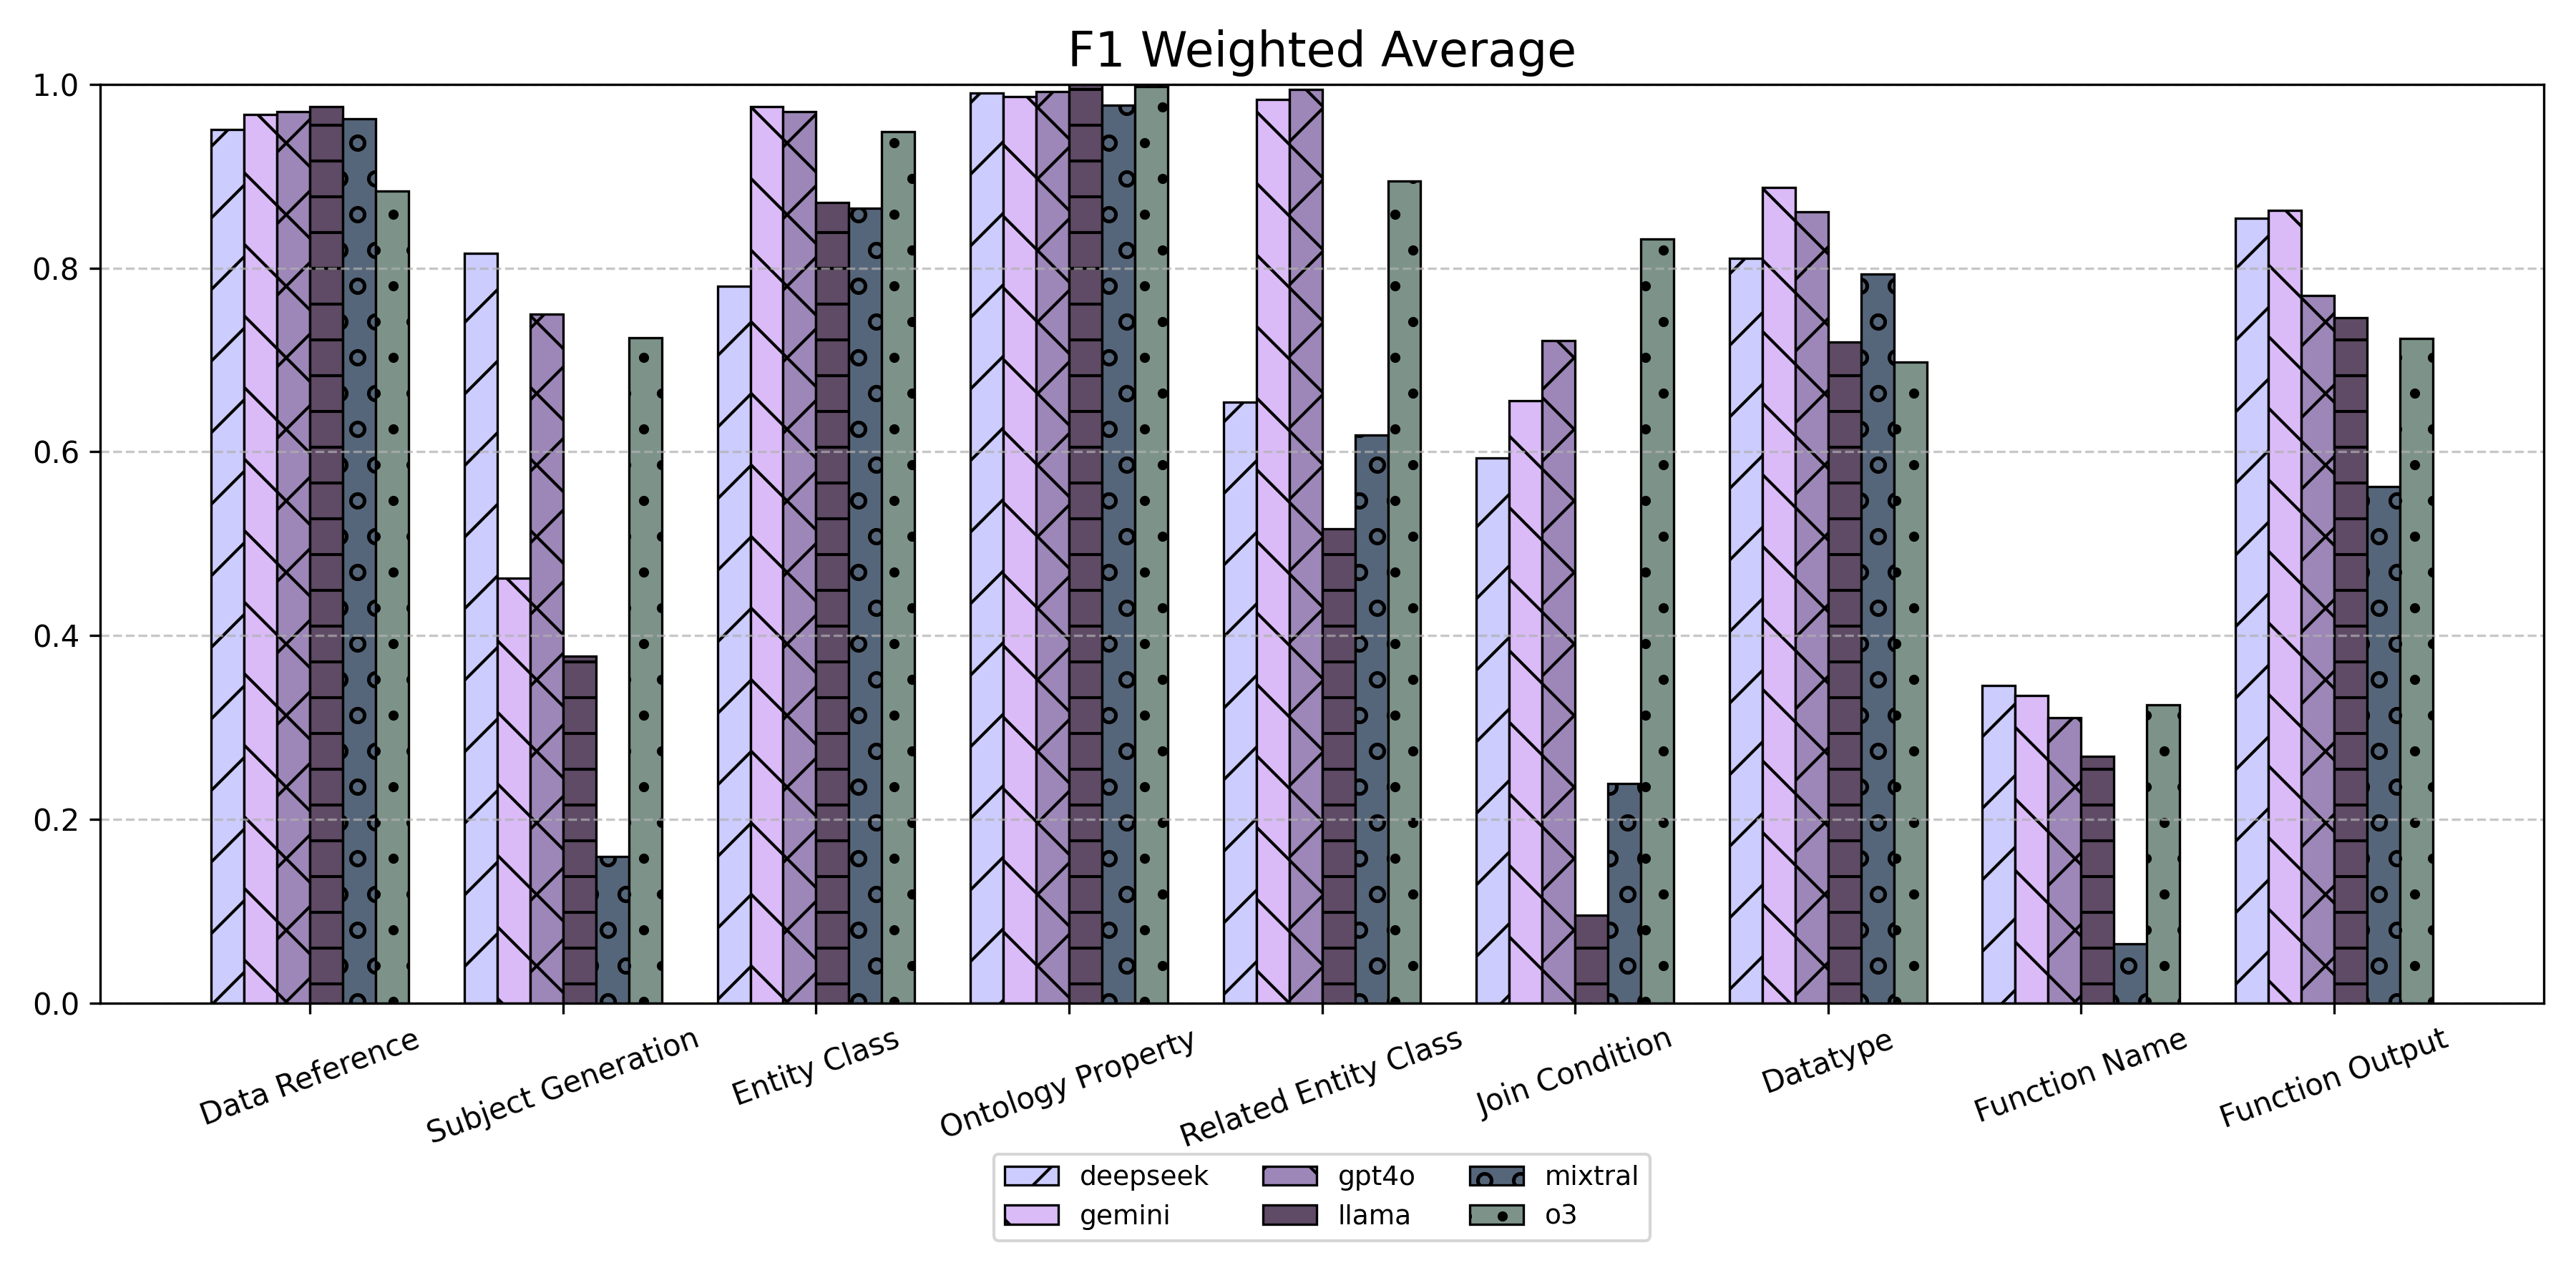 F1 Weighted Average
1.0
0.8
0.6
0.4
0.2
0.0
Data Reference
Subject Generation
Entity Class
Ontology Property
Related Entity Class
Join Condition
Datatype
Function Name
Function Output
deepseek gpt4o mixtral
gemini llama o3